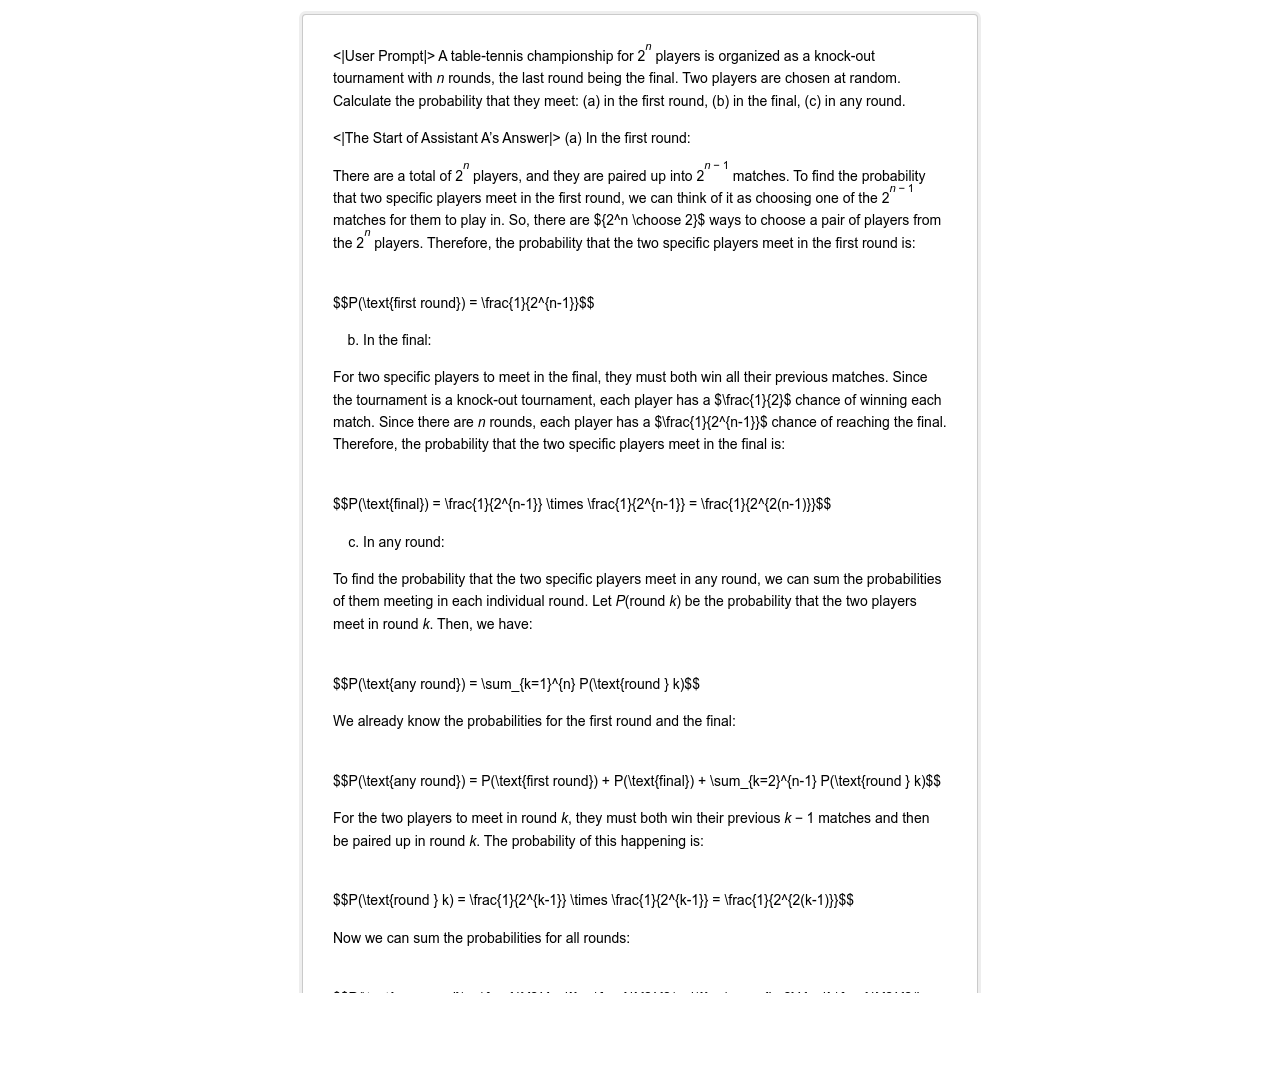 <|User Prompt|> A table-tennis championship for 2^n players is organized as a knock-out
tournament with n rounds, the last round being the final. Two players are chosen at random.
Calculate the probability that they meet: (a) in the first round, (b) in the final, (c) in any round.
<|The Start of Assistant A's Answer|> (a) In the first round:
There are a total of 2^n players, and they are paired up into 2^{n − 1} matches. To find the probability
that two specific players meet in the first round, we can think of it as choosing one of the 2^{n − 1}
matches for them to play in. So, there are ${2^n \choose 2}$ ways to choose a pair of players from
the 2^n players. Therefore, the probability that the two specific players meet in the first round is:
$$P(\text{first round}) = \frac{1}{2^{n-1}}$$
b. In the final:
For two specific players to meet in the final, they must both win all their previous matches. Since
the tournament is a knock-out tournament, each player has a $\frac{1}{2}$ chance of winning each
match. Since there are n rounds, each player has a $\frac{1}{2^{n-1}}$ chance of reaching the final.
Therefore, the probability that the two specific players meet in the final is:
$$P(\text{final}) = \frac{1}{2^{n-1}} \times \frac{1}{2^{n-1}} = \frac{1}{2^{2(n-1)}}$$
c. In any round:
To find the probability that the two specific players meet in any round, we can sum the probabilities
of them meeting in each individual round. Let P(round k) be the probability that the two players
meet in round k. Then, we have:
$$P(\text{any round}) = \sum_{k=1}^{n} P(\text{round } k)$$
We already know the probabilities for the first round and the final:
$$P(\text{any round}) = P(\text{first round}) + P(\text{final}) + \sum_{k=2}^{n-1} P(\text{round } k)$$
For the two players to meet in round k, they must both win their previous k − 1 matches and then
be paired up in round k. The probability of this happening is:
$$P(\text{round } k) = \frac{1}{2^{k-1}} \times \frac{1}{2^{k-1}} = \frac{1}{2^{2(k-1)}}$$
Now we can sum the probabilities for all rounds: